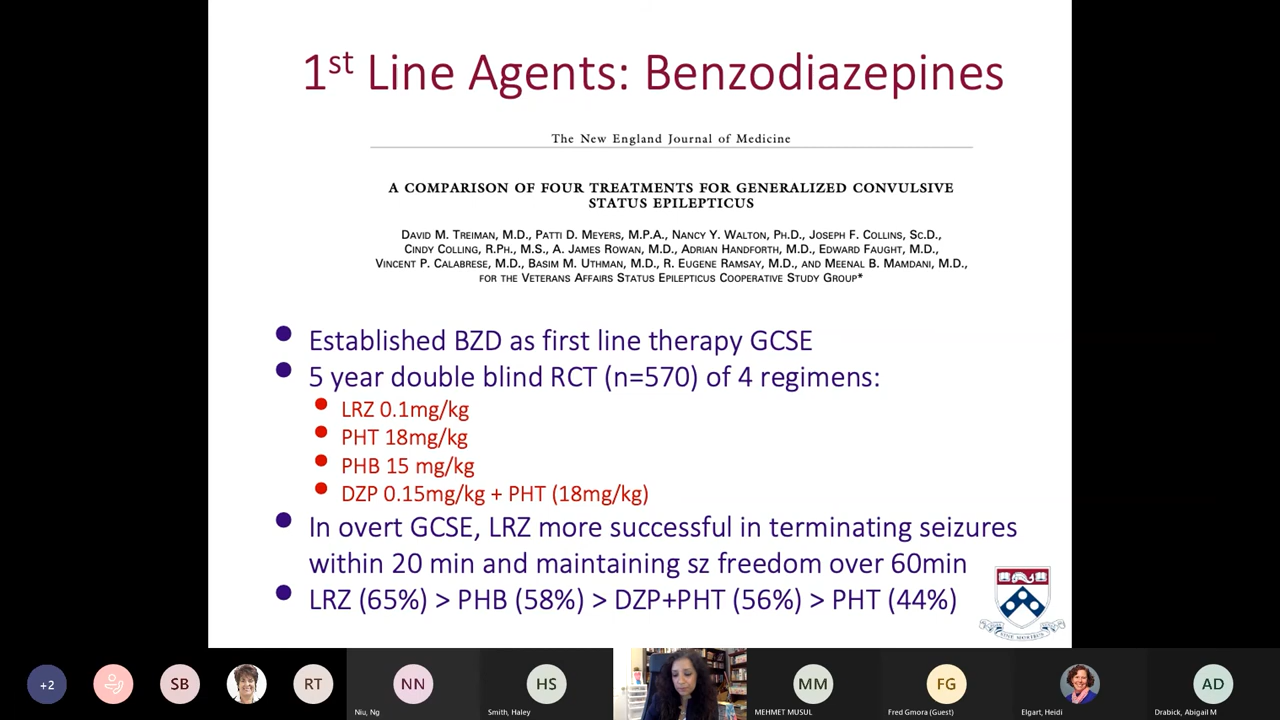 1st Line Agents: Benzodiazepines
The New England Journal of Medicine
A COMPARISON OF FOUR TREATMENTS FOR GENERALIZED CONVULSIVE
STATUS EPILEPTICUS
DAVID M. TREIMAN, M.D., PATTI D. MEYERS, M.P.A., NANCY Y. WALTON, PH.D., JOSEPH F. COLLINS, SC.D.,
CINDY COLLING, R.PH., M.S., A. JAMES ROWAN, M.D., ADRIAN HANDFORTH, M.D., EDWARD FAUGHT, M.D.,
VINCENT P. CALABRESE, M.D., BASIM M. UTHMAN, M.D., R. EUGENE RAMSAY, M.D., AND MEENAL B. MAMDANI, M.D.,
FOR THE VETERANS AFFAIRS STATUS EPILEPTICUS COOPERATIVE STUDY GROUP*
Established BZD as first line therapy GCSE
5 year double blind RCT (n=570) of 4 regimens:
LRZ 0.1mg/kg
PHT 18mg/kg
PHB 15 mg/kg
DZP 0.15mg/kg + PHT (18mg/kg)
In overt GCSE, LRZ more successful in terminating seizures
within 20 min and maintaining sz freedom over 60min
LRZ (65%) > PHB (58%) > DZP+PHT (56%) > PHT (44%)
+2
SB
RT
NN
HS
MM
FG
AD
Niu, Ng
Smith, Haley
MEHMET MUSUL
Fred Gmora (Guest)
Elgart, Heidi
Drabick, Abigail M